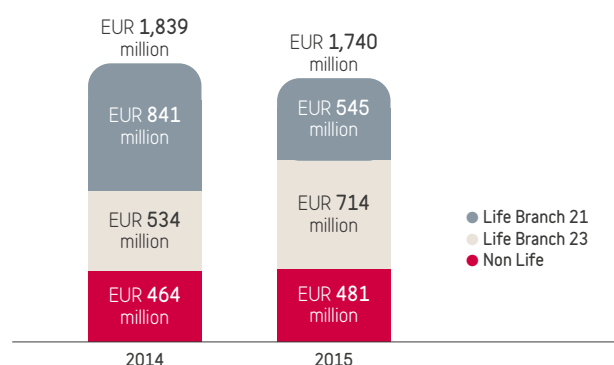 EUR 1,839
million
EUR 1,740
million
EUR 841
million
EUR 545
million
EUR 534
million
EUR 714
million
EUR 464
million
EUR 481
million
Life Branch 21
Life Branch 23
Non Life
2014
2015